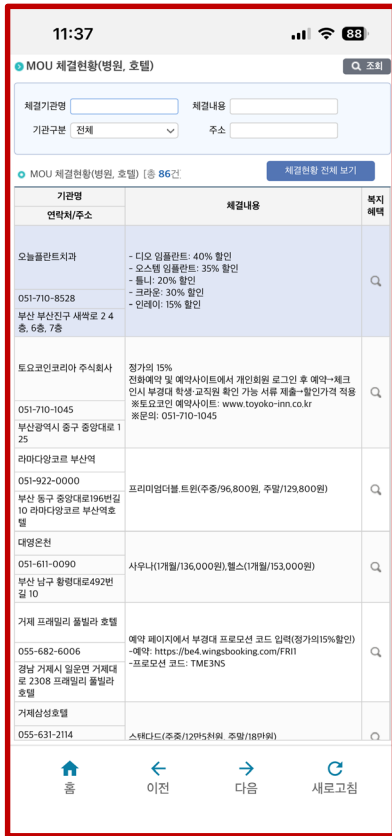 11:37
88
MOU 체결현황(병원, 호텔)
조회
체결기관명
체결내용
기관구분
전체
주소
MOU 체결현황(병원, 호텔) [총 86건
체결현황 전체 보기
기관명
연락처/주소
체결내용
복지
혜택
오늘플란트치과
051-710-8528
부산 부산진구 새싹로 2 4
층, 6층, 7층
- 디오 임플란트: 40% 할인
- 오스템 임플란트: 35% 할인
- 틀니: 20% 할인
- 크라운: 30% 할인
- 인레이: 15% 할인
토요코인코리아 주식회사
051-710-1045
부산광역시 중구 중앙대로 1
25
정가의 15%
전화예약 및 예약사이트에서 개인회원 로그인 후 예약→체크
인시 부경대 학생·교직원 확인 가능 서류 제출→할인가격 적용
※토요코인 예약사이트: www.toyoko-inn.co.kr
※문의: 051-710-1045
라마다앙코르 부산역
051-922-0000
부산 동구 중앙대로196번길
10 라마다앙코르 부산역호
텔
프리미엄더블.트윈(주중/96,800원, 주말/129,800원)
대영온천
051-611-0090
부산 남구 황령대로492번
길 10
사우나(1개월/136,000원),헬스(1개월/153,000원)
거제 프래밀리 풀빌라 호텔
055-682-6006
경남 거제시 일운면 거제대
로 2308 프래밀리 풀빌라
호텔
예약 페이지에서 부경대 프로모션 코드 입력(정가의15%할인)
-예약: https://be4.wingsbooking.com/FRI1
-프로모션 코드: TME3NS
거제삼성호텔
055-631-2114
스탠다드(주중/12만5천원, 주말/18만원)
홈
이전
다음
새로고침